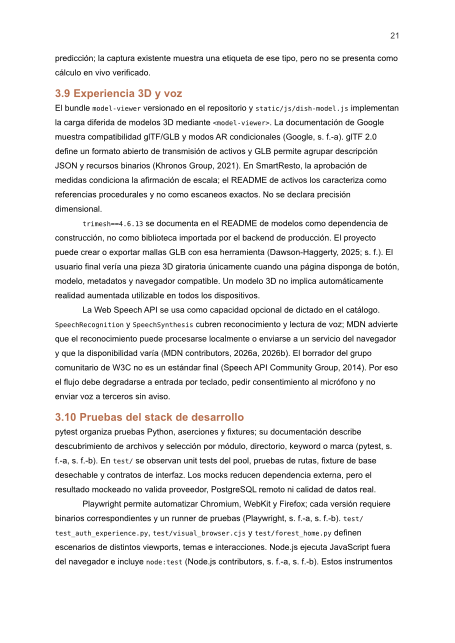 21
predicción; la captura existente muestra una etiqueta de ese tipo, pero no se presenta como
cálculo en vivo verificado.
3.9 Experiencia 3D y voz
El bundle model-viewer versionado en el repositorio y static/js/dish-model.js implementan
la carga diferida de modelos 3D mediante <model-viewer>. La documentación de Google
muestra compatibilidad glTF/GLB y modos AR condicionales (Google, s. f.-a). glTF 2.0
define un formato abierto de transmisión de activos y GLB permite agrupar descripción
JSON y recursos binarios (Khronos Group, 2021). En SmartResto, la aprobación de
medidas condiciona la afirmación de escala; el README de activos los caracteriza como
referencias procedurales y no como escaneos exactos. No se declara precisión
dimensional.
trimesh==4.6.13 se documenta en el README de modelos como dependencia de
construcción, no como biblioteca importada por el backend de producción. El proyecto
puede crear o exportar mallas GLB con esa herramienta (Dawson-Haggerty, 2025; s. f.). El
usuario final vería una pieza 3D giratoria únicamente cuando una página disponga de botón,
modelo, metadatos y navegador compatible. Un modelo 3D no implica automáticamente
realidad aumentada utilizable en todos los dispositivos.
La Web Speech API se usa como capacidad opcional de dictado en el catálogo.
SpeechRecognition y SpeechSynthesis cubren reconocimiento y lectura de voz; MDN advierte
que el reconocimiento puede procesarse localmente o enviarse a un servicio del navegador
y que la disponibilidad varía (MDN contributors, 2026a, 2026b). El borrador del grupo
comunitario de W3C no es un estándar final (Speech API Community Group, 2014). Por eso
el flujo debe degradarse a entrada por teclado, pedir consentimiento al micrófono y no
enviar voz a terceros sin aviso.
3.10 Pruebas del stack de desarrollo
pytest organiza pruebas Python, aserciones y fixtures; su documentación describe
descubrimiento de archivos y selección por módulo, directorio, keyword o marca (pytest, s.
f.-a, s. f.-b). En test/ se observan unit tests del pool, pruebas de rutas, fixture de base
desechable y contratos de interfaz. Los mocks reducen dependencia externa, pero el
resultado mockeado no valida proveedor, PostgreSQL remoto ni calidad de datos real.
Playwright permite automatizar Chromium, WebKit y Firefox; cada versión requiere
binarios correspondientes y un runner de pruebas (Playwright, s. f.-a, s. f.-b). test/
test_auth_experience.py, test/visual_browser.cjs y test/forest_home.py definen
escenarios de distintos viewports, temas e interacciones. Node.js ejecuta JavaScript fuera
del navegador e incluye node:test (Node.js contributors, s. f.-a, s. f.-b). Estos instrumentos